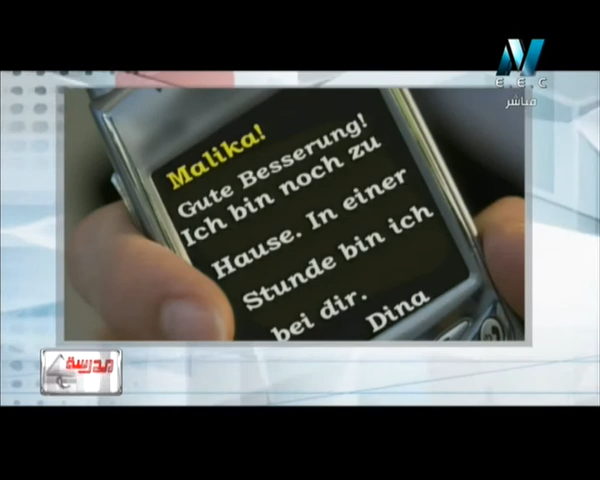 E.E.C
مباشر
Malika!
Gute Besserung!
Ich bin noch zu
Hause. In einer
Stunde bin ich
bei dir.
Dina
مدرسة